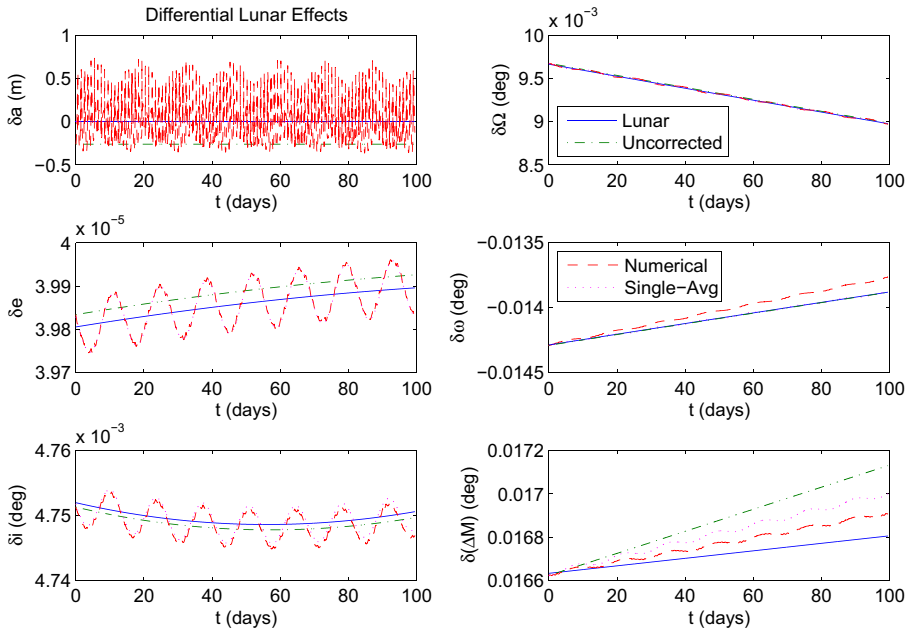 Differential Lunar Effects
δa (m)
1
0.5
0
−0.5
0 20 40 60 80 100
t (days)
x 10⁻³
δΩ (deg)
10
9.5
9
8.5
Lunar
Uncorrected
0 20 40 60 80 100
t (days)
x 10⁻⁵
δe
4
3.99
3.98
3.97
0 20 40 60 80 100
t (days)
δω (deg)
−0.0135
−0.014
−0.0145
Numerical
Single−Avg
0 20 40 60 80 100
t (days)
x 10⁻³
δi (deg)
4.76
4.75
4.74
0 20 40 60 80 100
t (days)
δ(ΔM) (deg)
0.0172
0.017
0.0168
0.0166
0 20 40 60 80 100
t (days)